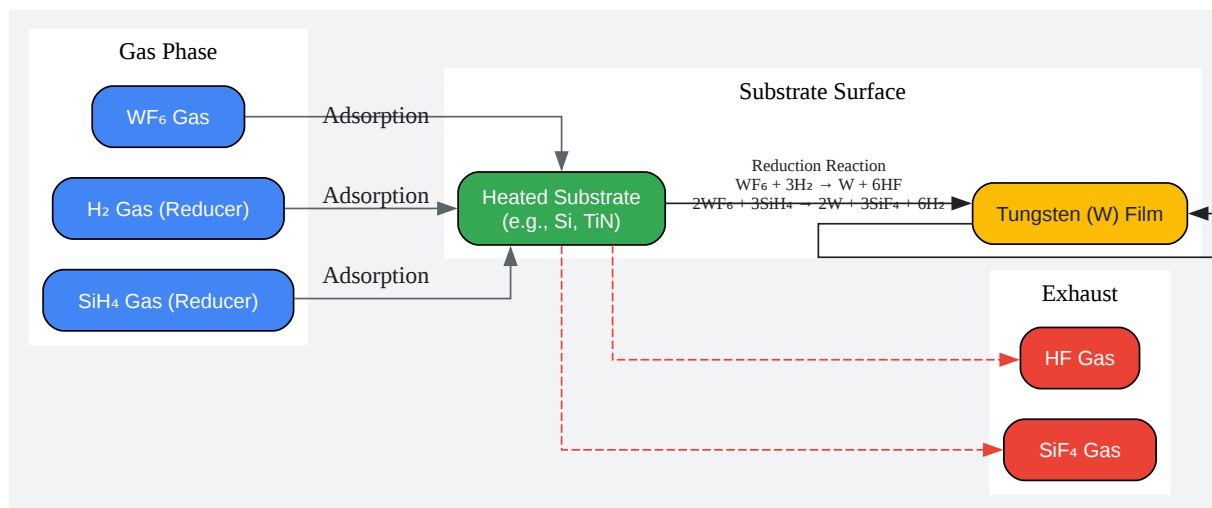 Gas Phase
WF₆ Gas
H₂ Gas (Reducer)
SiH₄ Gas (Reducer)
Adsorption
Adsorption
Adsorption
Substrate Surface
Heated Substrate
(e.g., Si, TiN)
Reduction Reaction
WF₆ + 3H₂ → W + 6HF
2WF₆ + 3SiH₄ → 2W + 3SiF₄ + 6H₂
Tungsten (W) Film
Exhaust
HF Gas
SiF₄ Gas